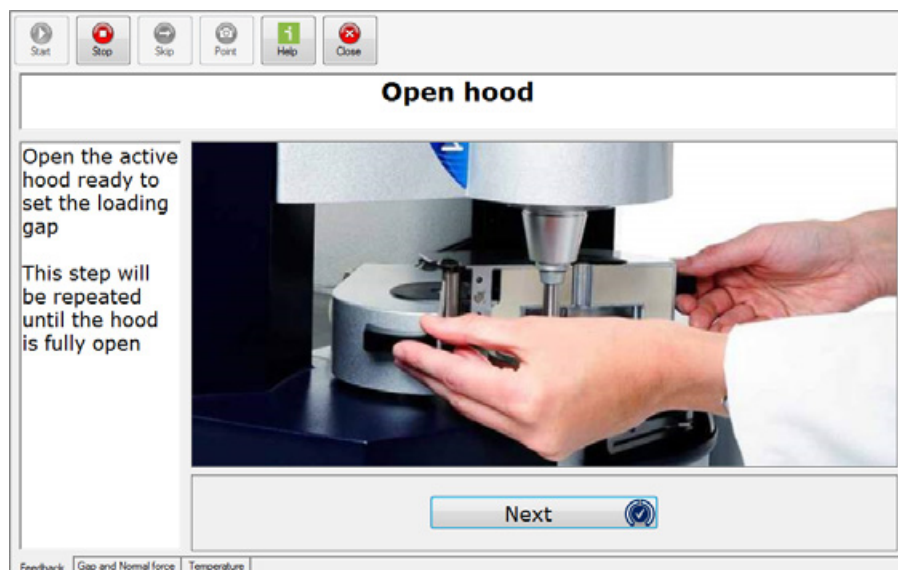 Start Stop Skip Point Help Close
Open hood
Open the active
hood ready to
set the loading
gap
This step will
be repeated
until the hood
is fully open
Next
Feedback Gap and Normal force Temperature